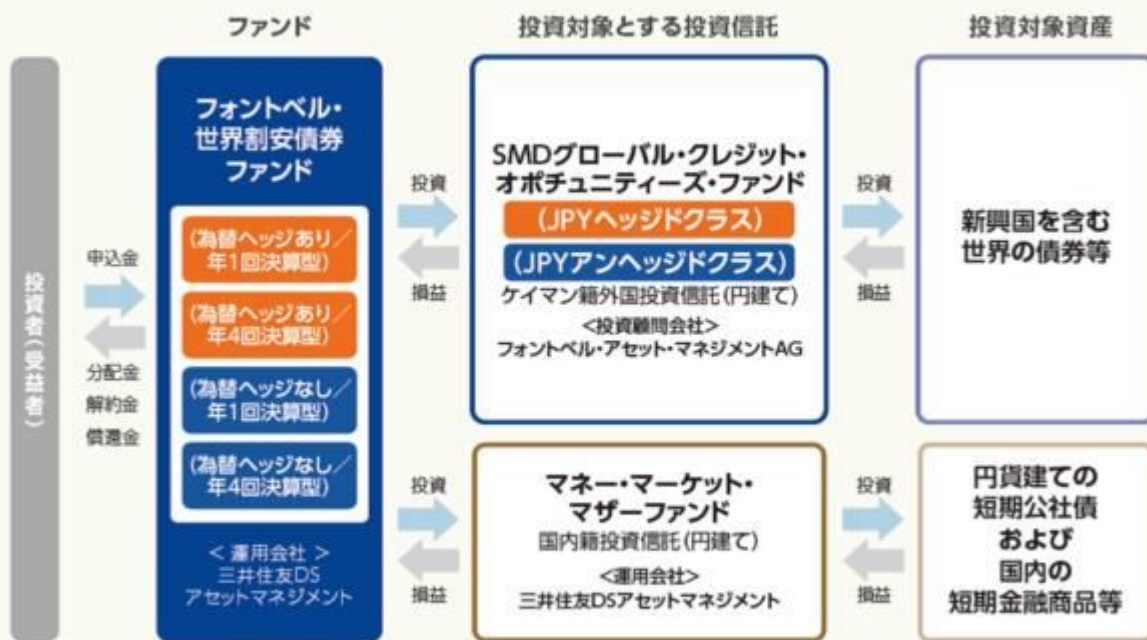 ファンド
投資対象とする投資信託
投資対象資産
投資者(受益者)
申込金
分配金
解約金
償還金
フォントベル・
世界割安債券
ファンド
(為替ヘッジあり/
年1回決算型)
(為替ヘッジあり/
年4回決算型)
(為替ヘッジなし/
年1回決算型)
(為替ヘッジなし/
年4回決算型)
<運用会社>
三井住友DS
アセットマネジメント
投資
損益
SMDグローバル・クレジット・
オポチュニティーズ・ファンド
(JPYヘッジドクラス)
(JPYアンヘッジドクラス)
ケイマン籍外国投資信託(円建て)
<投資顧問会社>
フォントベル・アセット・マネジメントAG
投資
損益
新興国を含む
世界の債券等
投資
損益
マネー・マーケット・
マザーファンド
国内籍投資信託(円建て)
<運用会社>
三井住友DSアセットマネジメント
投資
損益
円貨建ての
短期公社債
および
国内の
短期金融商品等